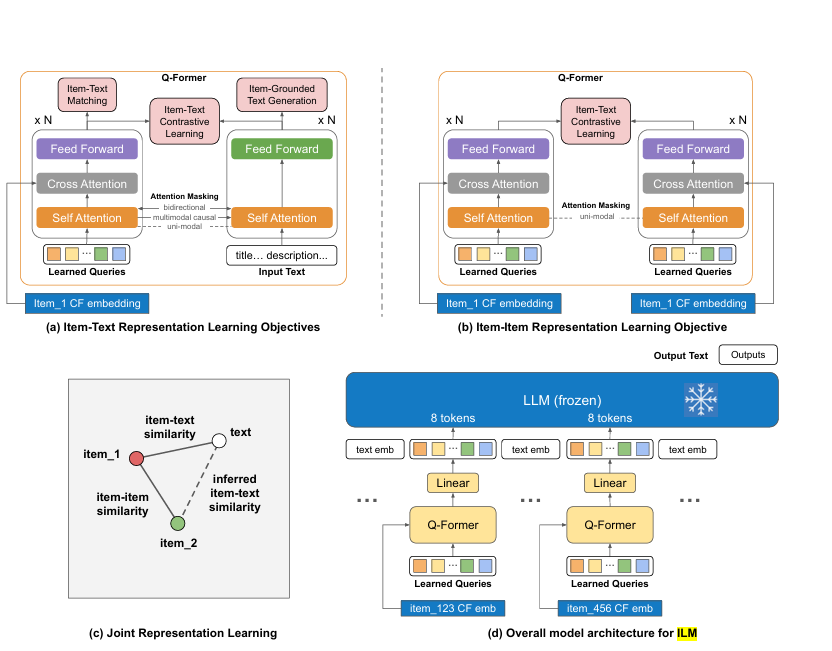 Q-Former
Item-Text
Matching
Item-Grounded
Text Generation
Item-Text
Contrastive
Learning
x N
x N
Feed Forward
Feed Forward
Cross Attention
Attention Masking
bidirectional
multimodal causal
uni-modal
Self Attention
Self Attention
...
title... description...
Learned Queries
Input Text
Item_1 CF embedding
(a) Item-Text Representation Learning Objectives
Q-Former
Item-Text
Contrastive
Learning
x N
x N
Feed Forward
Feed Forward
Cross Attention
Cross Attention
Attention Masking
uni-modal
Self Attention
Self Attention
...
...
Learned Queries
Learned Queries
Item_1 CF embedding
Item_1 CF embedding
(b) Item-Item Representation Learning Objective
item-text
similarity
text
item_1
item-item
similarity
inferred
item-text
similarity
item_2
(c) Joint Representation Learning
Output Text
Outputs
LLM (frozen)
8 tokens
8 tokens
text emb
...
text emb
...
text emb
Linear
Linear
...
...
...
Q-Former
Q-Former
...
...
Learned Queries
Learned Queries
item_123 CF emb
item_456 CF emb
(d) Overall model architecture for ILM